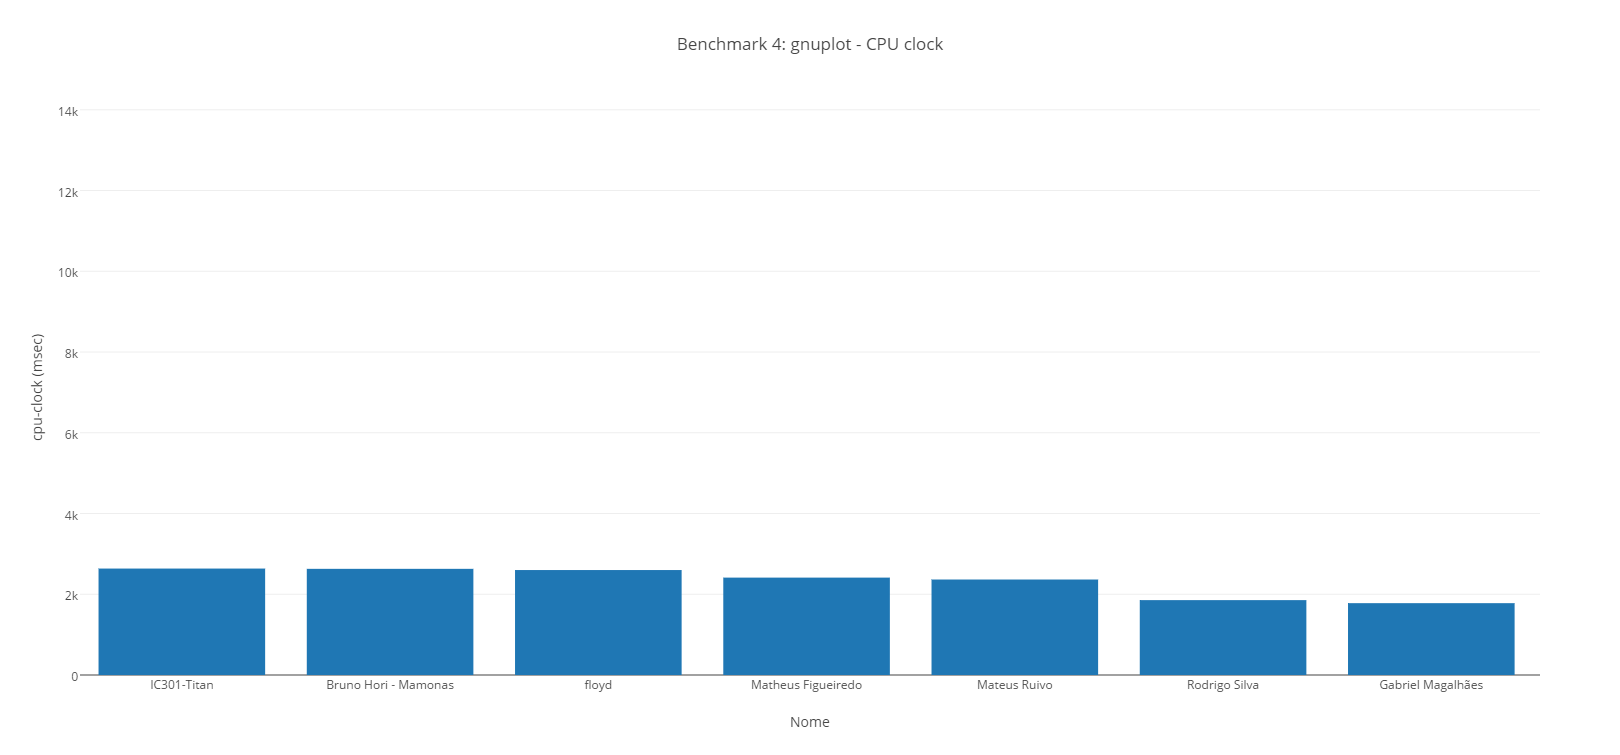 Benchmark 4: gnuplot - CPU clock
14k
12k
10k
8k
6k
4k
2k
0
cpu-clock (msec)
IC301-Titan
Bruno Hori - Mamonas
floyd
Matheus Figueiredo
Mateus Ruivo
Rodrigo Silva
Gabriel Magalhães
Nome